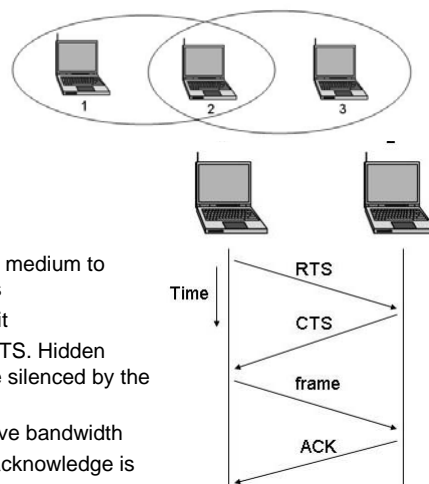 1
2
3
medium to
RTS
Time
it
CTS
TS. Hidden
e silenced by the
frame
ve bandwidth
ACK
cknowledge is